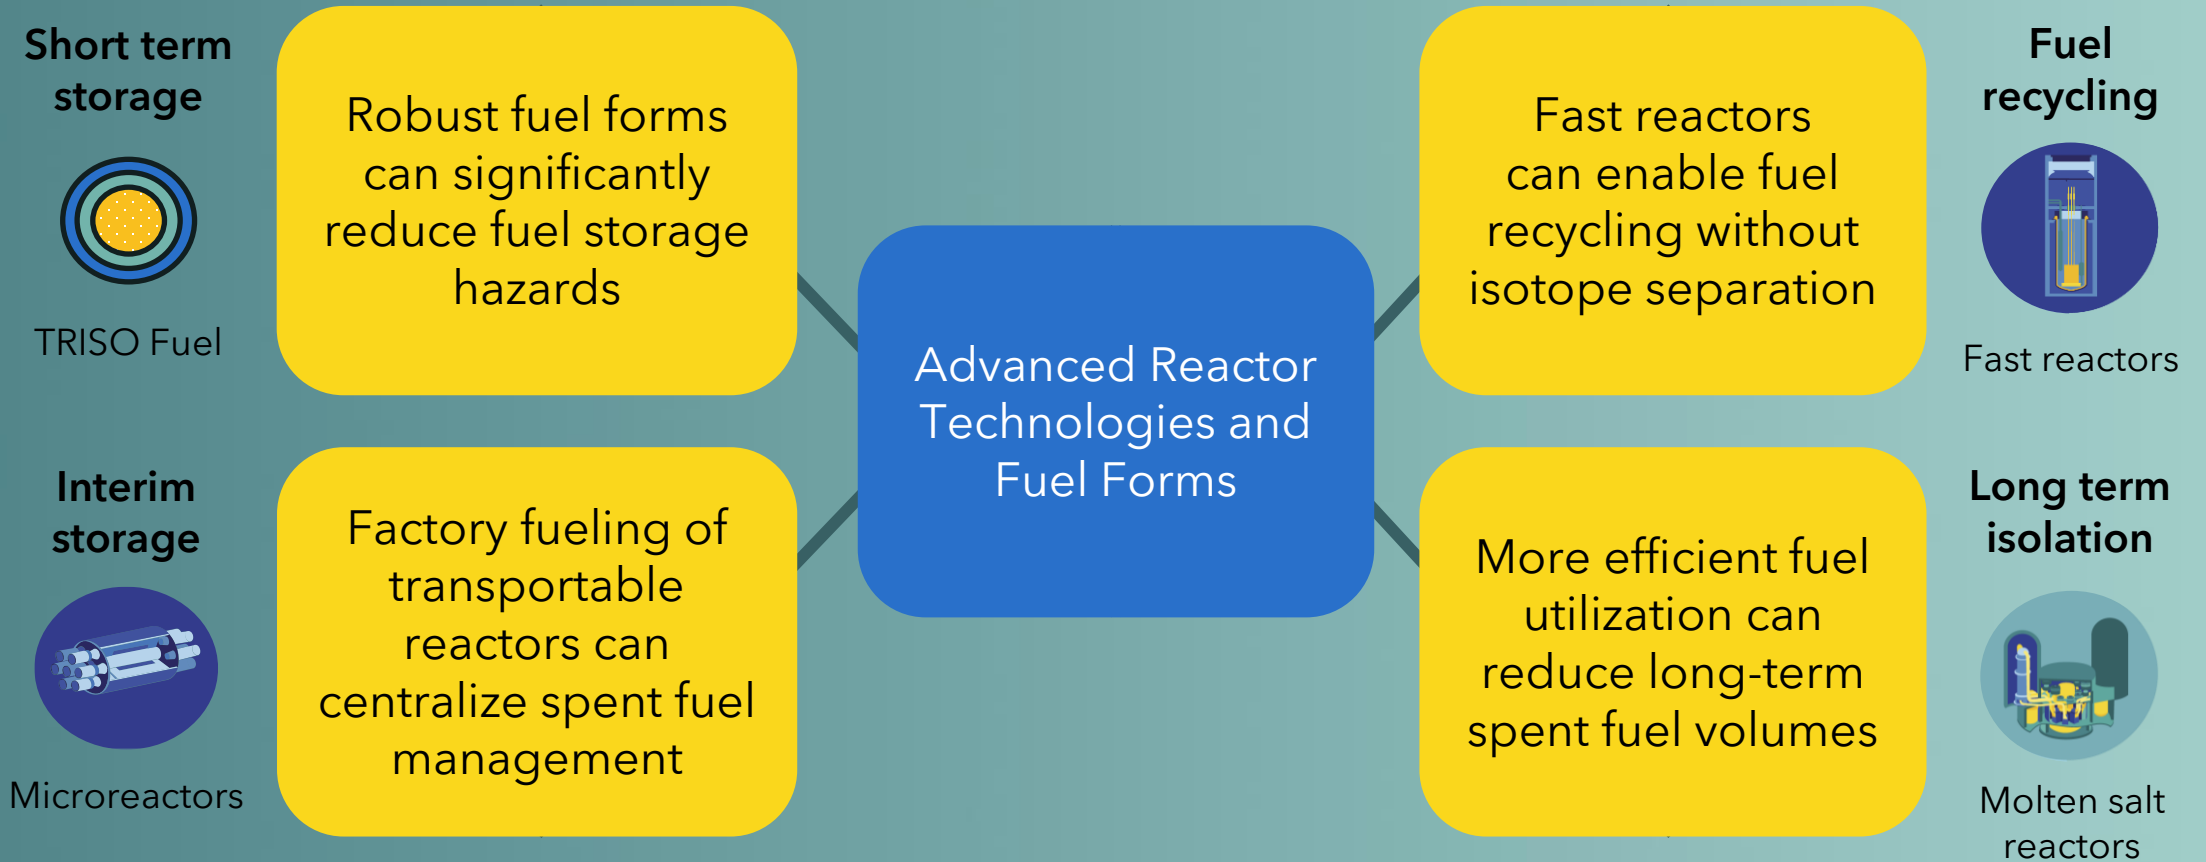 Short term
storage
TRISO Fuel
Robust fuel forms
can significantly
reduce fuel storage
hazards
Interim
storage
Microreactors
Factory fueling of
transportable
reactors can
centralize spent fuel
management
Advanced Reactor
Technologies and
Fuel Forms
Fast reactors
can enable fuel
recycling without
isotope separation
Fuel
recycling
Fast reactors
More efficient fuel
utilization can
reduce long-term
spent fuel volumes
Long term
isolation
Molten salt
reactors